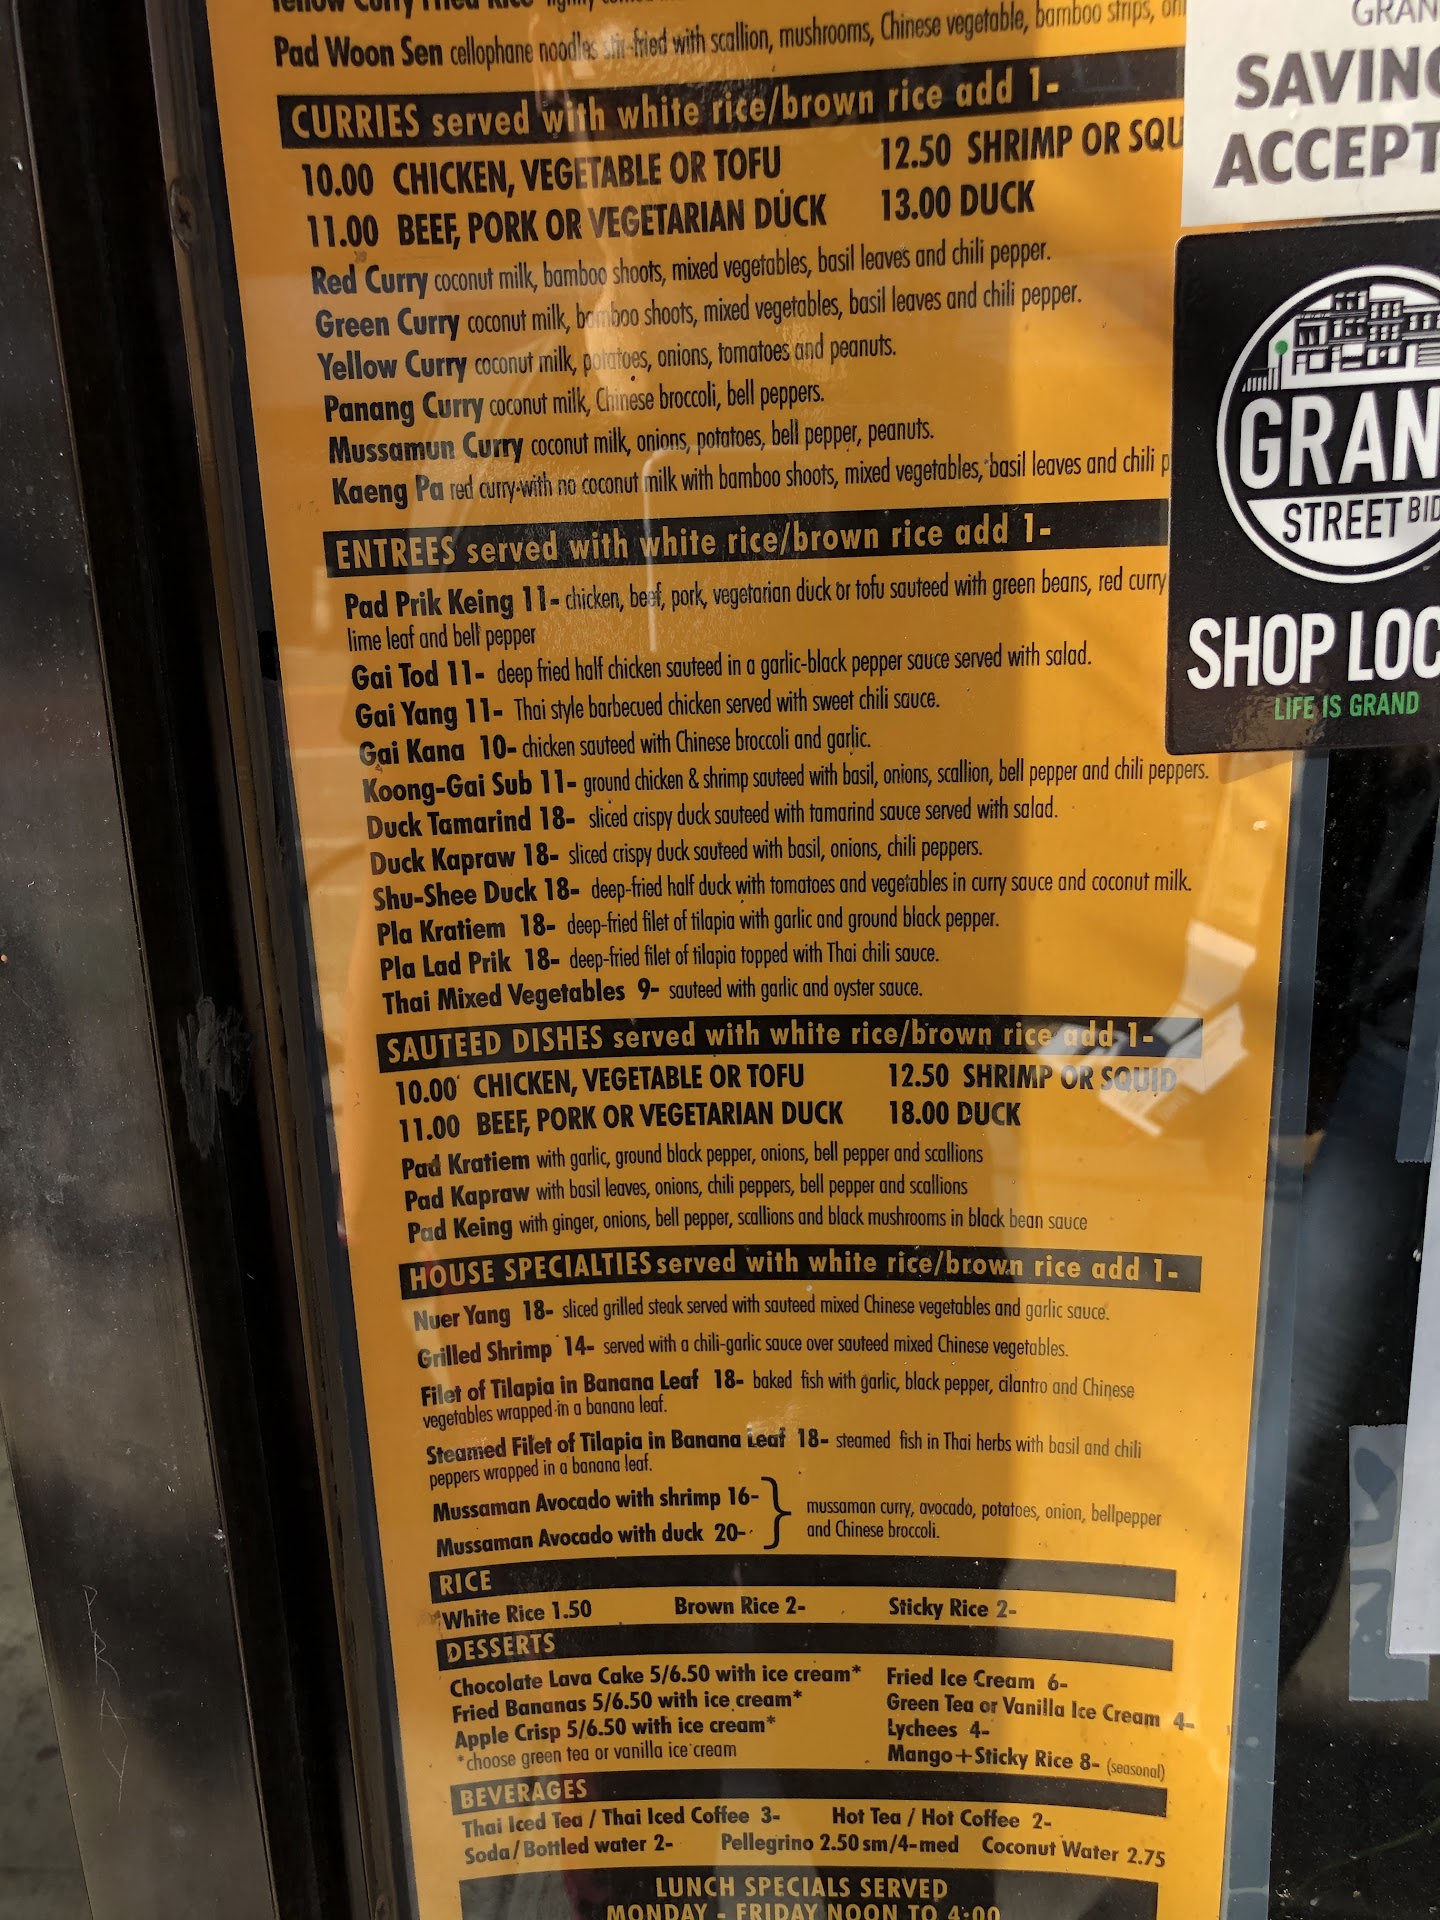 Yellow Curry Fried Rice lightly
Pad Woon Sen cellophane noodles stir-fried with scallion, mushrooms, Chinese vegetable, bamboo strips,
CURRIES served with white rice/brown rice add 1-
10.00 CHICKEN, VEGETABLE OR TOFU 12.50 SHRIMP OR SQU
11.00 BEEF, PORK OR VEGETARIAN DUCK 13.00 DUCK
Red Curry coconut milk, bamboo shoots, mixed vegetables, basil leaves and chili pepper.
Green Curry coconut milk, bamboo shoots, mixed vegetables, basil leaves and chili pepper.
Yellow Curry coconut milk, potatoes, onions, tomatoes and peanuts.
Panang Curry coconut milk, Chinese broccoli, bell peppers.
Mussamun Curry coconut milk, onions, potatoes, bell pepper, peanuts.
Kaeng Pa red curry with no coconut milk with bamboo shoots, mixed vegetables, basil leaves and chili p
ENTREES served with white rice/brown rice add 1-
Pad Prik Keing 11- chicken, beef, pork, vegetarian duck or tofu sauteed with green beans, red curry
lime leaf and bell pepper
Gai Tod 11- deep fried half chicken sauteed in a garlic-black pepper sauce served with salad.
Gai Yang 11- Thai style barbecued chicken served with sweet chili sauce.
Gai Kana 10- chicken sauteed with Chinese broccoli and garlic.
Koong-Gai Sub 11- ground chicken & shrimp sauteed with basil, onions, scallion, bell pepper and chili peppers.
Duck Tamarind 18- sliced crispy duck sauteed with tamarind sauce served with salad.
Duck Kapraw 18- sliced crispy duck sauteed with basil, onions, chili peppers.
Shu-Shee Duck 18- deep-fried half duck with tomatoes and vegetables in curry sauce and coconut milk.
Pla Kratiem 18- deep-fried filet of tilapia with garlic and ground black pepper.
Pla Lad Prik 18- deep-fried filet of tilapia topped with Thai chili sauce.
Thai Mixed Vegetables 9- sauteed with garlic and oyster sauce.
SAUTEED DISHES served with white rice/brown rice add 1-
10.00 CHICKEN, VEGETABLE OR TOFU 12.50 SHRIMP OR SQUID
11.00 BEEF, PORK OR VEGETARIAN DUCK 18.00 DUCK
Pad Kratiem with garlic, ground black pepper, onions, bell pepper and scallions
Pad Kapraw with basil leaves, onions, chili peppers, bell pepper and scallions
Pad Keing with ginger, onions, bell pepper, scallions and black mushrooms in black bean sauce
HOUSE SPECIALTIES served with white rice/brown rice add 1-
Nuer Yang 18- sliced grilled steak served with sauteed mixed Chinese vegetables and garlic sauce.
Grilled Shrimp 14- served with a chili-garlic sauce over sauteed mixed Chinese vegetables.
Filet of Tilapia in Banana Leaf 18- baked fish with garlic, black pepper, cilantro and Chinese
vegetables wrapped in a banana leaf.
Steamed Filet of Tilapia in Banana Leaf 18- steamed fish in Thai herbs with basil and chili
peppers wrapped in a banana leaf.
Mussaman Avocado with shrimp 16-
Mussaman Avocado with duck 20-
mussaman curry, avocado, potatoes, onion, bellpepper
and Chinese broccoli.
RICE
White Rice 1.50 Brown Rice 2- Sticky Rice 2-
DESSERTS
Chocolate Lava Cake 5/6.50 with ice cream* Fried Ice Cream 6-
Fried Bananas 5/6.50 with ice cream* Green Tea or Vanilla Ice Cream 4-
Apple Crisp 5/6.50 with ice cream* Lychees 4-
*choose green tea or vanilla ice cream Mango+Sticky Rice 8- (seasonal)
BEVERAGES
Thai Iced Tea / Thai Iced Coffee 3- Hot Tea / Hot Coffee 2-
Soda/Bottled water 2- Pellegrino 2.50 sm/4-med Coconut Water 2.75
LUNCH SPECIALS SERVED
MONDAY - FRIDAY NOON TO 4:00
GRAN
SAVING
ACCEPT
GRAN
STREET BID
SHOP LOC
LIFE IS GRAND